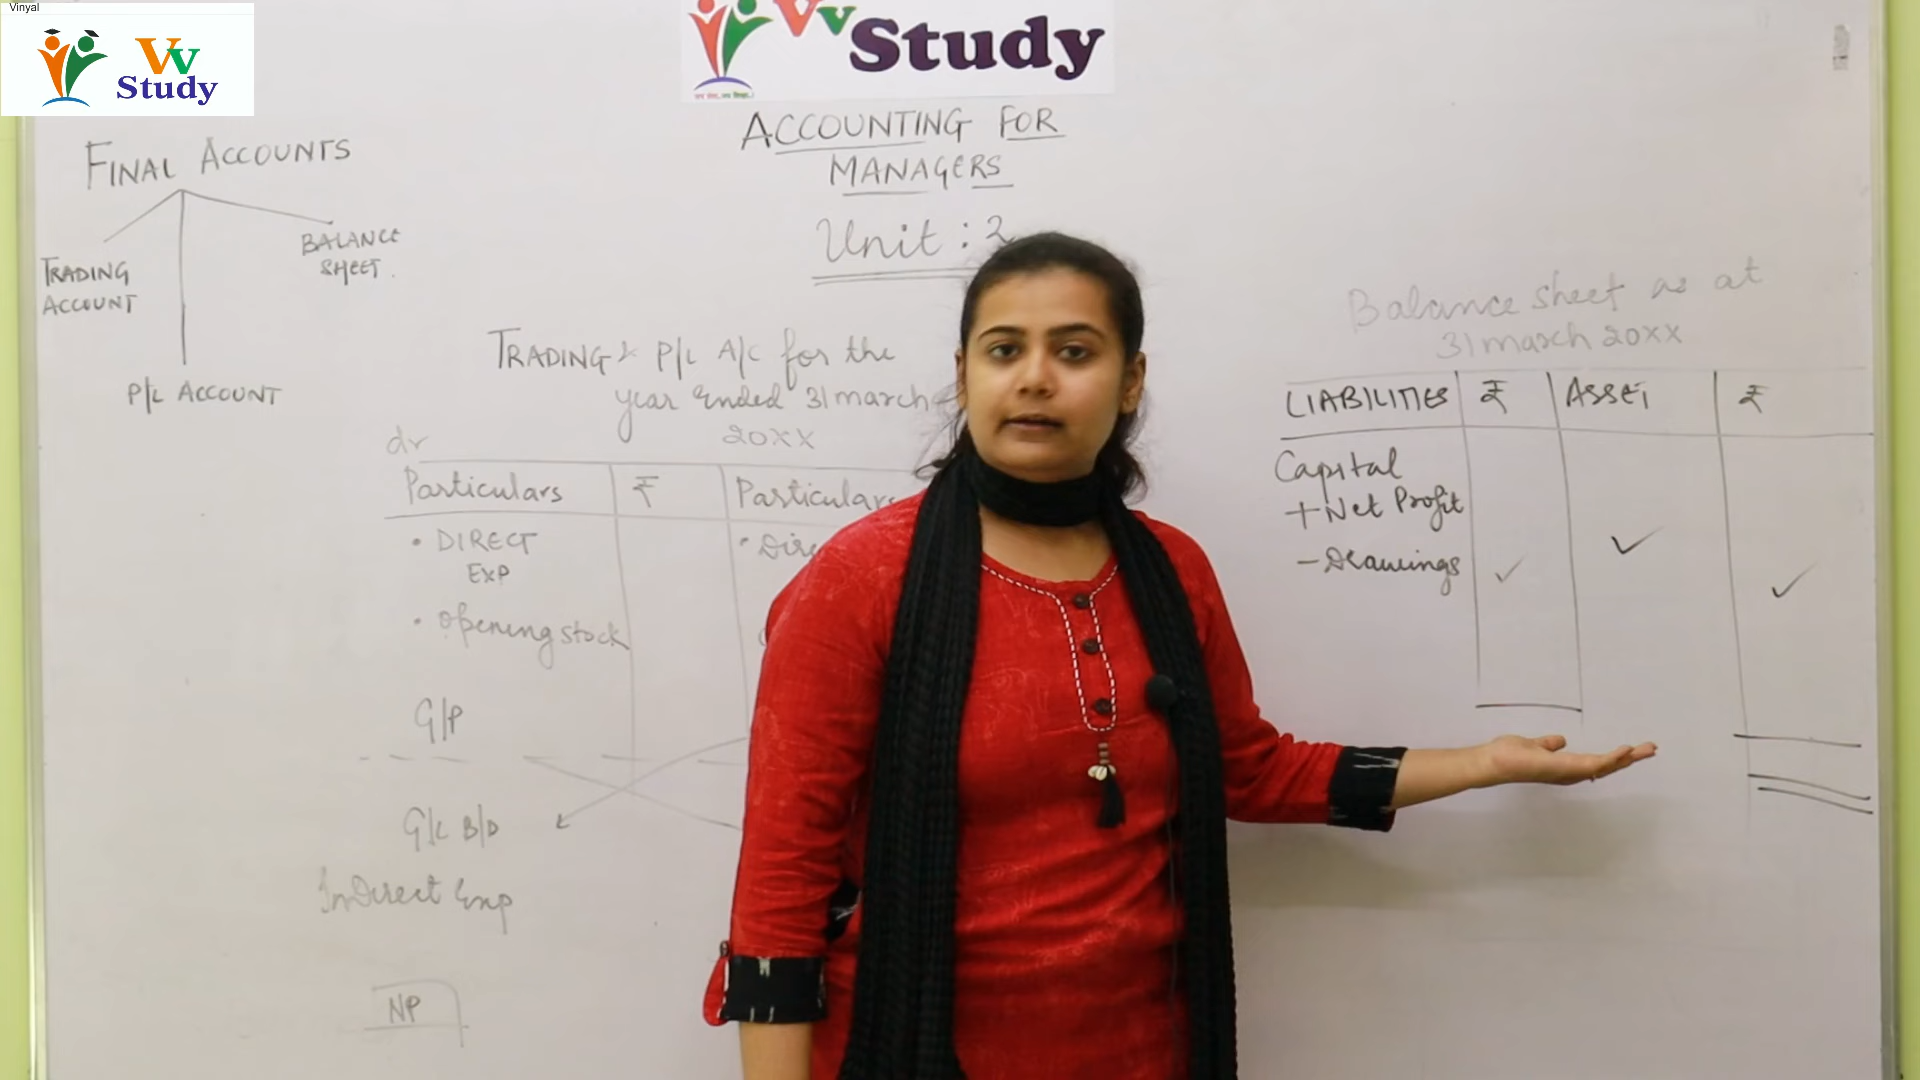 Vinyal
Vv
Study
Vv
Study
ACCOUNTING FOR
MANAGERS
Unit : 2
FINAL ACCOUNTS
TRADING
ACCOUNT
BALANCE
SHEET.
P/L ACCOUNT
TRADING & P/L A/C for the
year ended 31 march
20XX
dr
Particulars ₹ Particulars
• DIRECT
EXP
• Dire
• Opening stock
G/P
G/L B/D
InDirect Exp
NP
Balance sheet as at
31 march 20XX
LIABILITIES ₹ ASSET ₹
Capital
+ Net Profit
- Drawings